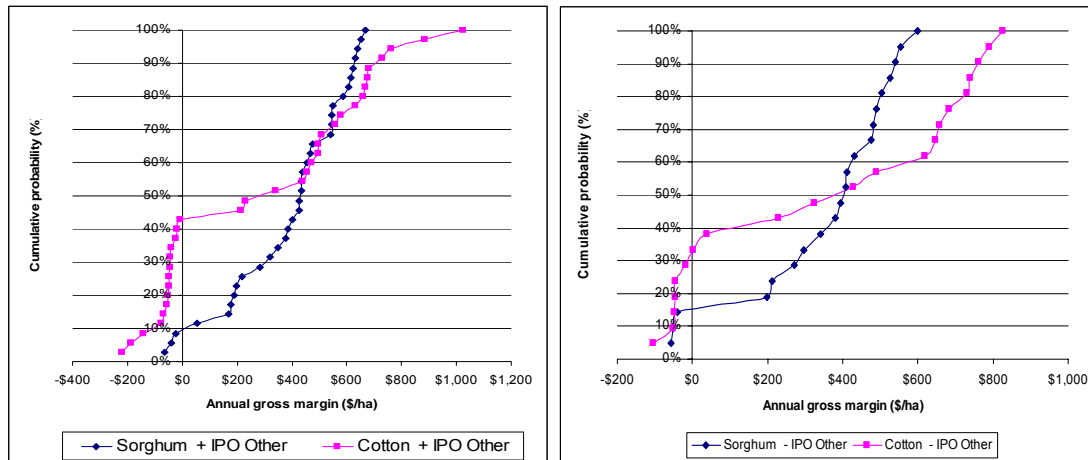 100%
90%
80%
70%
60%
50%
40%
30%
20%
10%
0%
Cumulative probability (%)
-$400 -$200 $0 $200 $400 $600 $800 $1,000 $1,200
Annual gross margin ($/ha)
Sorghum + IPO Other Cotton + IPO Other
100%
90%
80%
70%
60%
50%
40%
30%
20%
10%
0%
Cumulative probability (%)
-$200 $0 $200 $400 $600 $800 $1,000
Annual gross margin ($/ha)
Sorghum - IPO Other Cotton - IPO Other